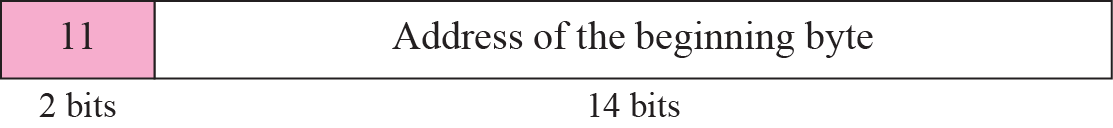 11 Address of the beginning byte
2 bits 14 bits